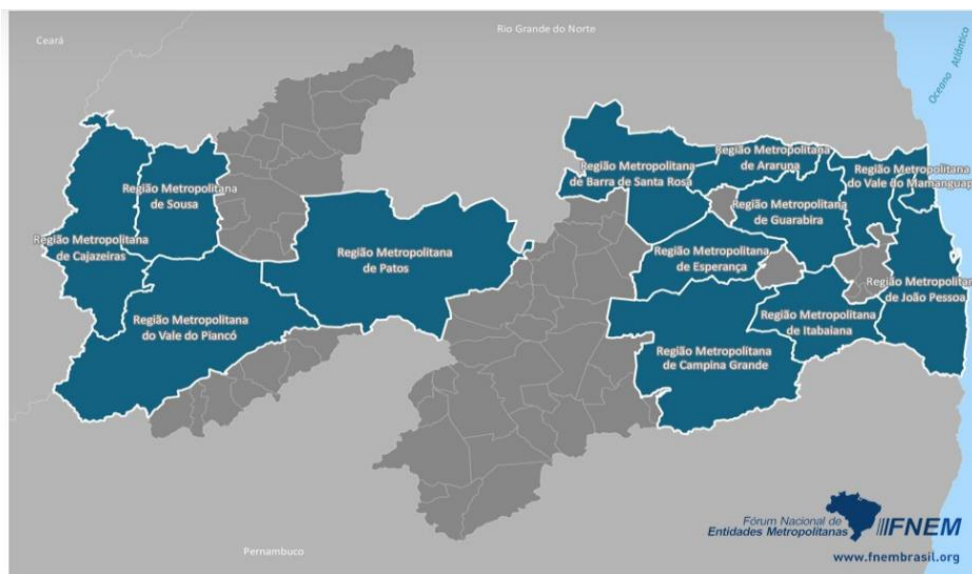 Ceará
Rio Grande do Norte
Oceano Atlântico
Região Metropolitana
de Sousa
Região Metropolitana
de Cajazeiras
Região Metropolitana
do Vale do Piancó
Região Metropolitana
de Patos
Região Metropolitana
de Barra de Santa Rosa
Região Metropolitana
de Araruna
Região Metropolitana
do Vale do Mamanguap
Região Metropolitana
de Guarabira
Região Metropolitana
de Esperança
Região Metropolitan
de João Pessoa
Região Metropolitana
de Itabaiana
Região Metropolitana
de Campina Grande
Pernambuco
Fórum Nacional de
Entidades Metropolitanas
FNEM
www.fnembrasil.org